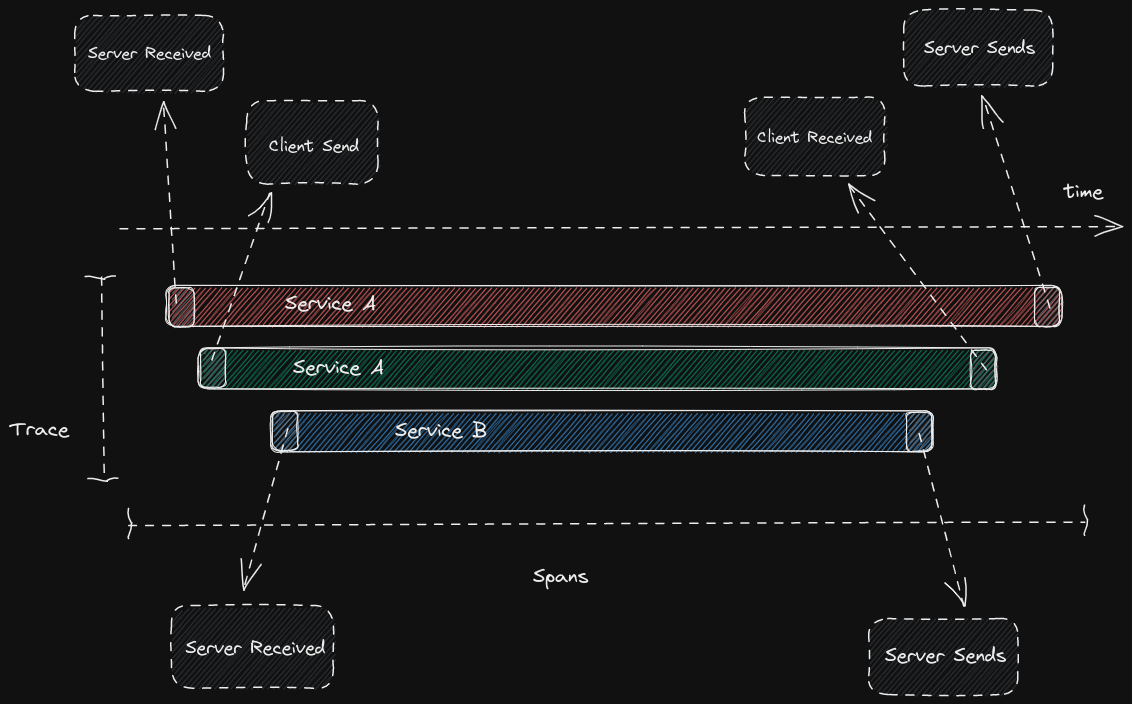 Server Received
Server Sends
Client Send
Client Received
time
Service A
Service A
Trace
Service B
Spans
Server Received
Server Sends